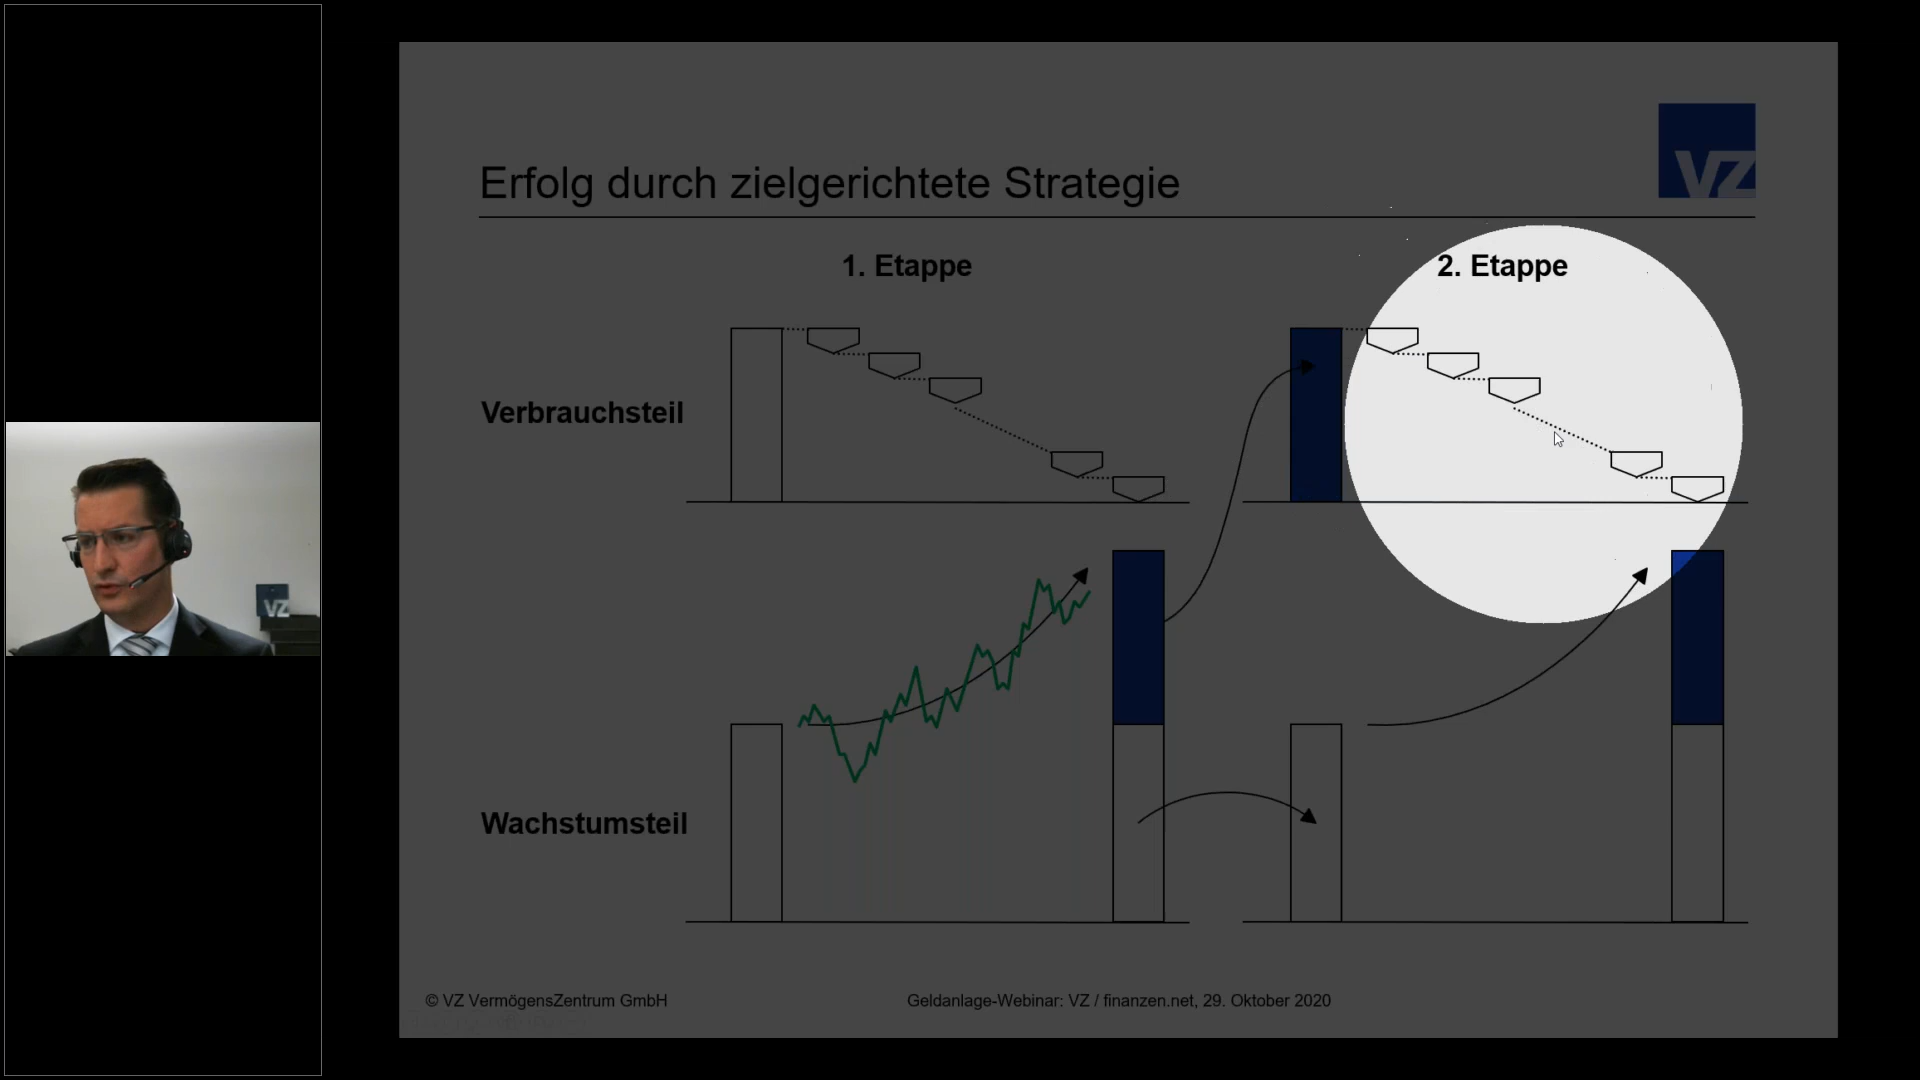 VZ
Erfolg durch zielgerichtete Strategie
1. Etappe
2. Etappe
Verbrauchsteil
VZ
Wachstumsteil
© VZ VermögensZentrum GmbH
Geldanlage-Webinar: VZ / finanzen.net, 29. Oktober 2020